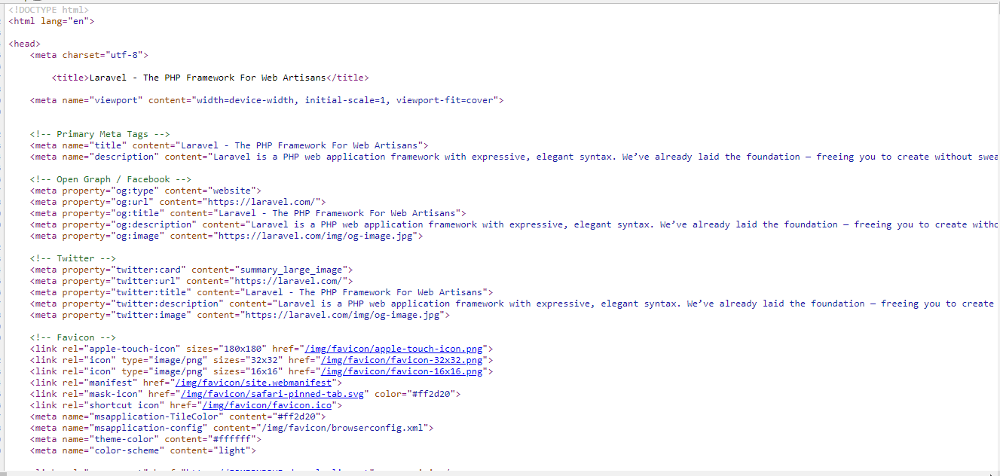 <!DOCTYPE html>
<html lang="en">
<head>
<meta charset="utf-8">
<title>Laravel - The PHP Framework For Web Artisans</title>
<meta name="viewport" content="width=device-width, initial-scale=1, viewport-fit=cover">
<!-- Primary Meta Tags -->
<meta name="title" content="Laravel - The PHP Framework For Web Artisans">
<meta name="description" content="Laravel is a PHP web application framework with expressive, elegant syntax. We’ve already laid the foundation — freeing you to create without swea
<!-- Open Graph / Facebook -->
<meta property="og:type" content="website">
<meta property="og:url" content="https://laravel.com/">
<meta property="og:title" content="Laravel - The PHP Framework For Web Artisans">
<meta property="og:description" content="Laravel is a PHP web application framework with expressive, elegant syntax. We’ve already laid the foundation — freeing you to create witho
<meta property="og:image" content="https://laravel.com/img/og-image.jpg">
<!-- Twitter -->
<meta property="twitter:card" content="summary_large_image">
<meta property="twitter:url" content="https://laravel.com/">
<meta property="twitter:title" content="Laravel - The PHP Framework For Web Artisans">
<meta property="twitter:description" content="Laravel is a PHP web application framework with expressive, elegant syntax. We’ve already laid the foundation — freeing you to create
<meta property="twitter:image" content="https://laravel.com/img/og-image.jpg">
<!-- Favicon -->
<link rel="apple-touch-icon" sizes="180x180" href="/img/favicon/apple-touch-icon.png">
<link rel="icon" type="image/png" sizes="32x32" href="/img/favicon/favicon-32x32.png">
<link rel="icon" type="image/png" sizes="16x16" href="/img/favicon/favicon-16x16.png">
<link rel="manifest" href="/img/favicon/site.webmanifest">
<link rel="mask-icon" href="/img/favicon/safari-pinned-tab.svg" color="#ff2d20">
<link rel="shortcut icon" href="/img/favicon/favicon.ico">
<meta name="msapplication-TileColor" content="#ff2d20">
<meta name="msapplication-config" content="/img/favicon/browserconfig.xml">
<meta name="theme-color" content="#ffffff">
<meta name="color-scheme" content="light">